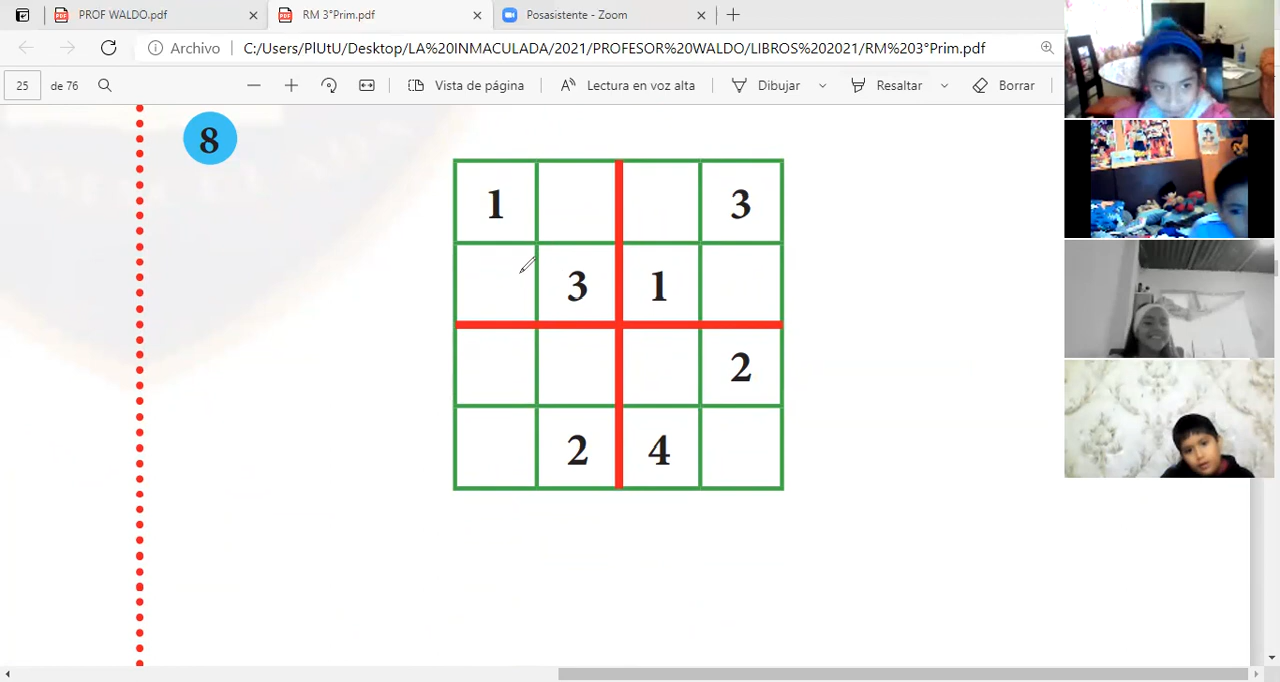 PROF WALDO.pdf
RM 3°Prim.pdf
Posasistente - Zoom
Archivo
C:/Users/PlUtU/Desktop/LA%20INMACULADA/2021/PROFESOR%20WALDO/LIBROS%202021/RM%203°Prim.pdf
25 de 76
Vista de página
Lectura en voz alta
Dibujar
Resaltar
Borrar
8
1 3
3 1
2
2 4